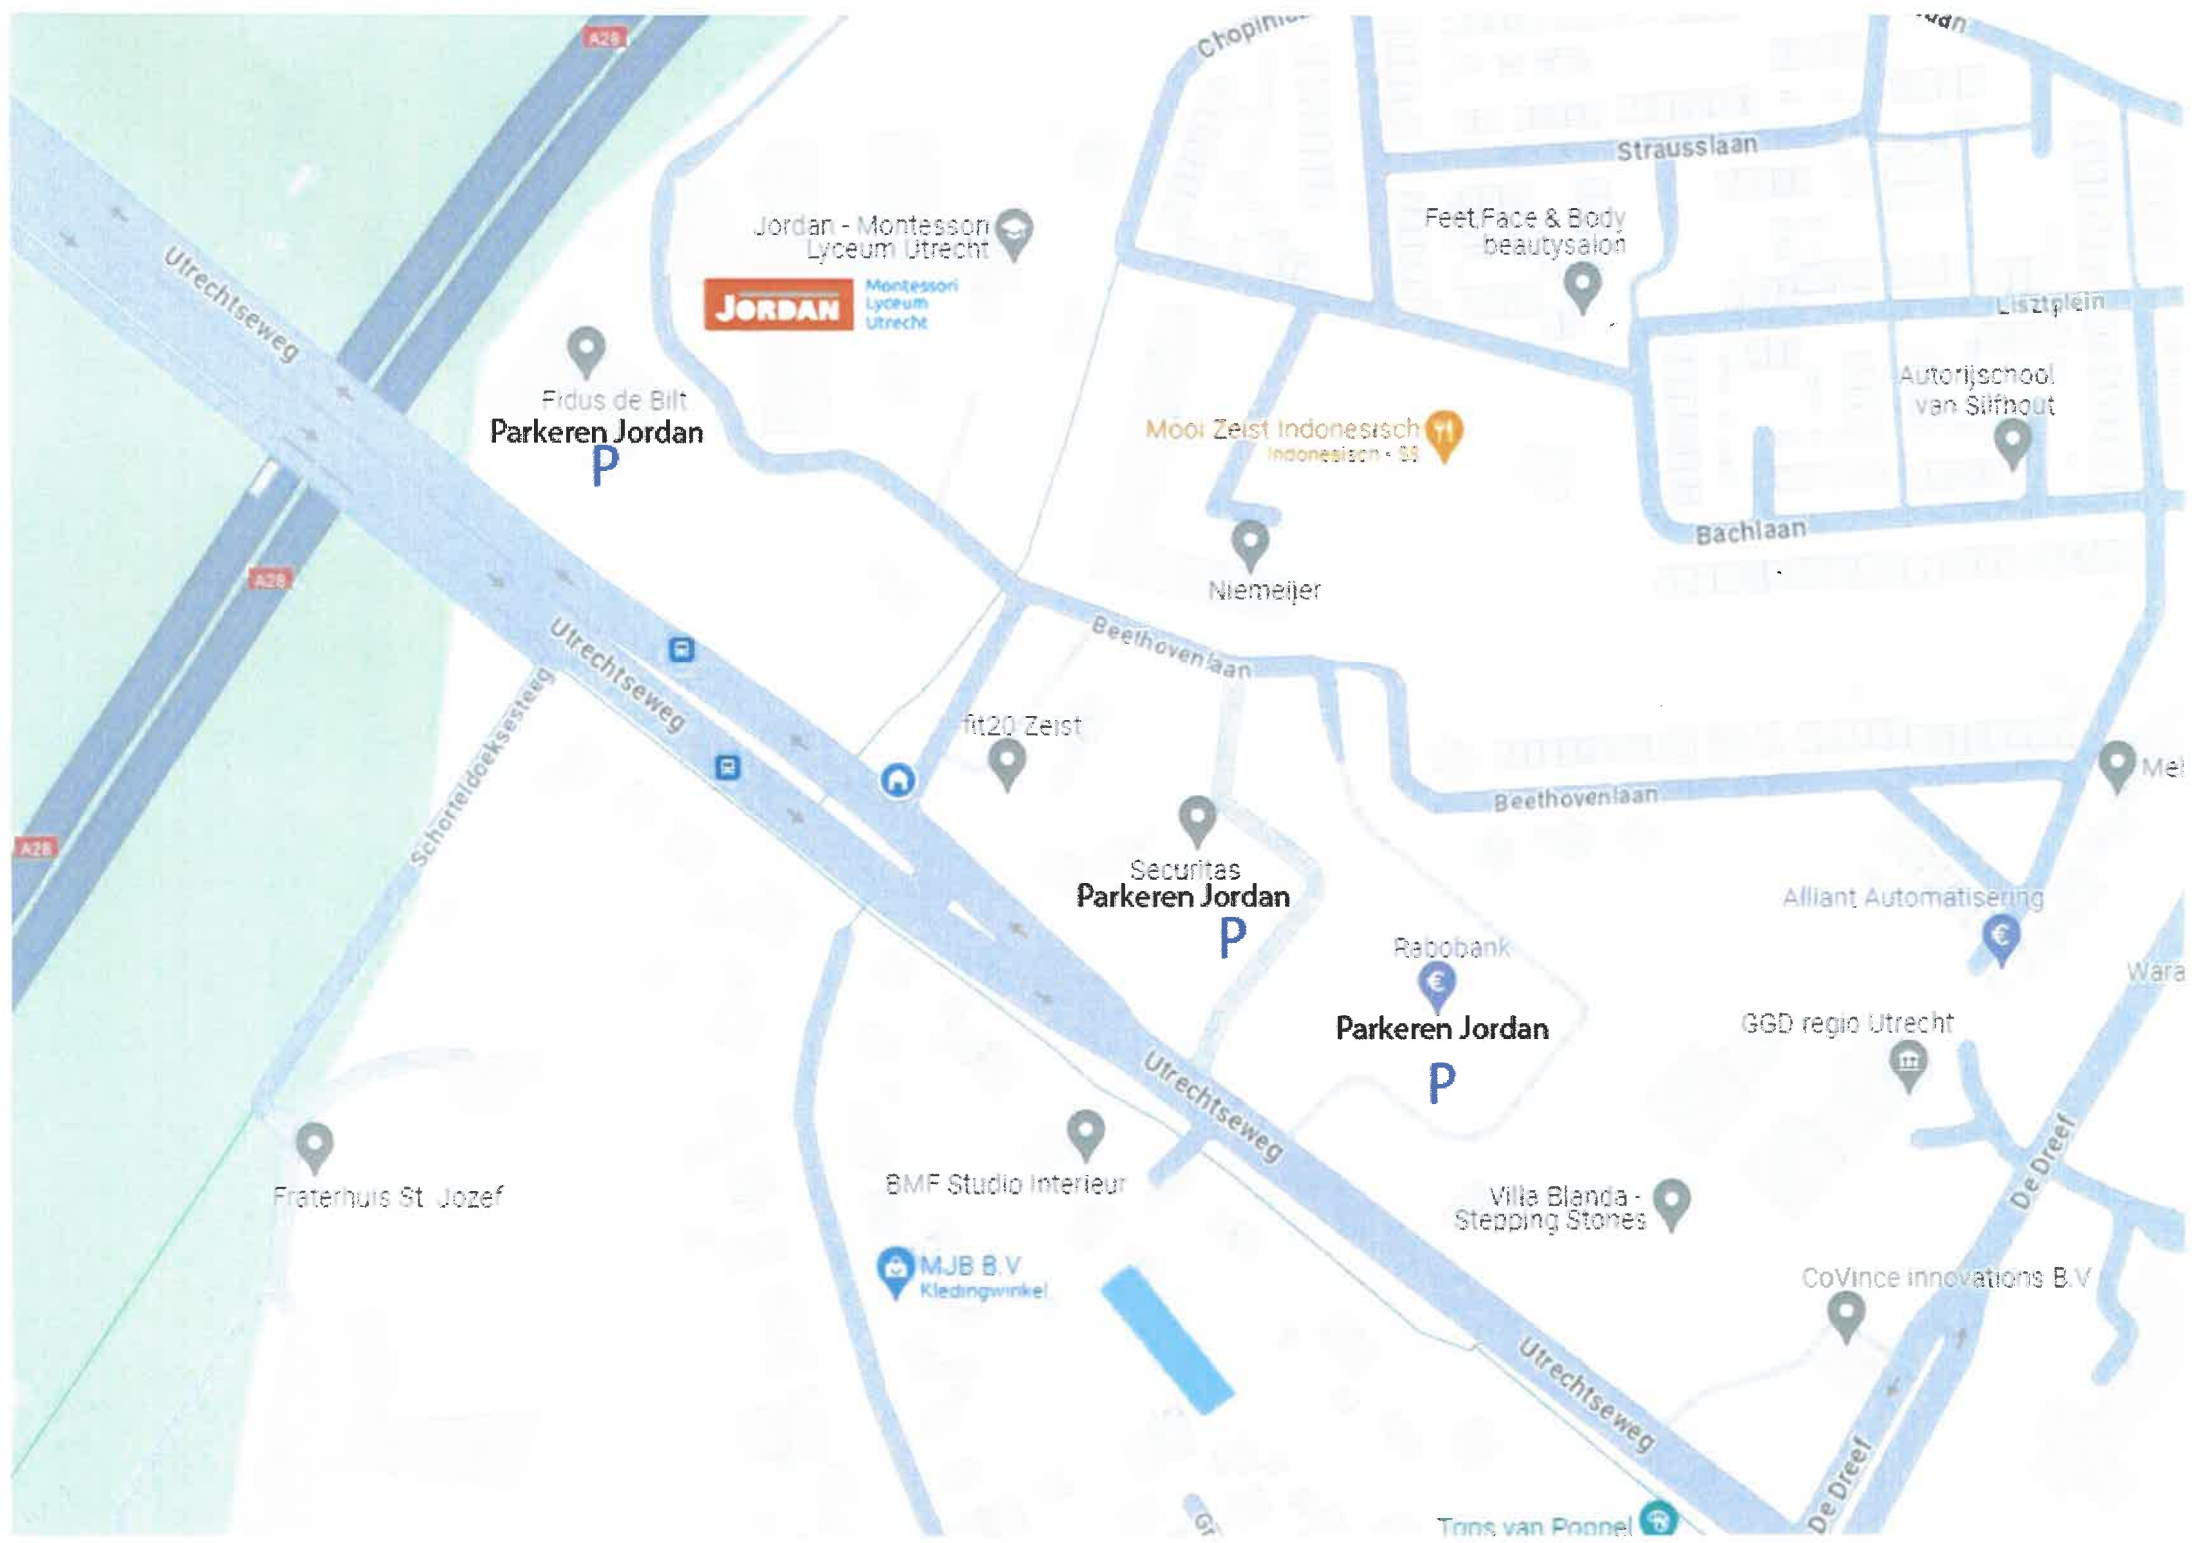 A28
Strausslaan
Utrechtseweg
Jordan - Montessori
Lyceum Utrecht
JORDAN
Montessori
Lyceum
Utrecht
Feet,Face & Body
beautysalon
Lisztplein
Fidus de Bilt
Parkeren Jordan
P
Autorijschool
van Silfhout
Mooi Zeist Indonesisch
Indonesisch · $$
Bachlaan
A28
Niemeijer
Beethovenlaan
Utrechtseweg
Schorteldoeksesteeg
fit20 Zeist
Beethovenlaan
A28
Securitas
Parkeren Jordan
P
Alliant Automatisering
Rabobank
Parkeren Jordan
P
GGD regio Utrecht
Utrechtseweg
De Dreef
Fraterhuis St. Jozef
BMF Studio Interieur
Villa Blanda -
Stepping Stones
MJB B.V
Kledingwinkel
CoVince innovations B.V
Utrechtseweg
De Dreef
Tons van Poppel